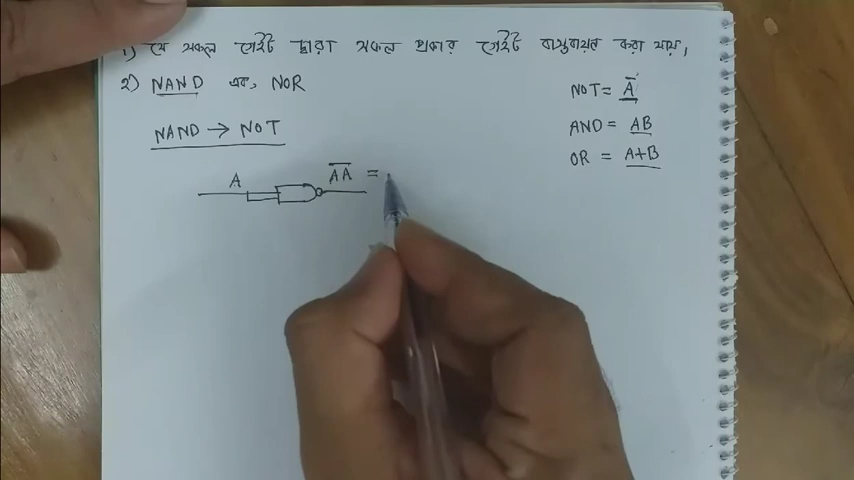 ১) যে সকল গেইট দ্বারা সকল প্রকার গেইট বাস্তবায়ন করা যায়,
২) NAND এবং NOR
NOT = A̅
NAND → NOT
AND = AB
OR = A+B
A
A̅A̅ =